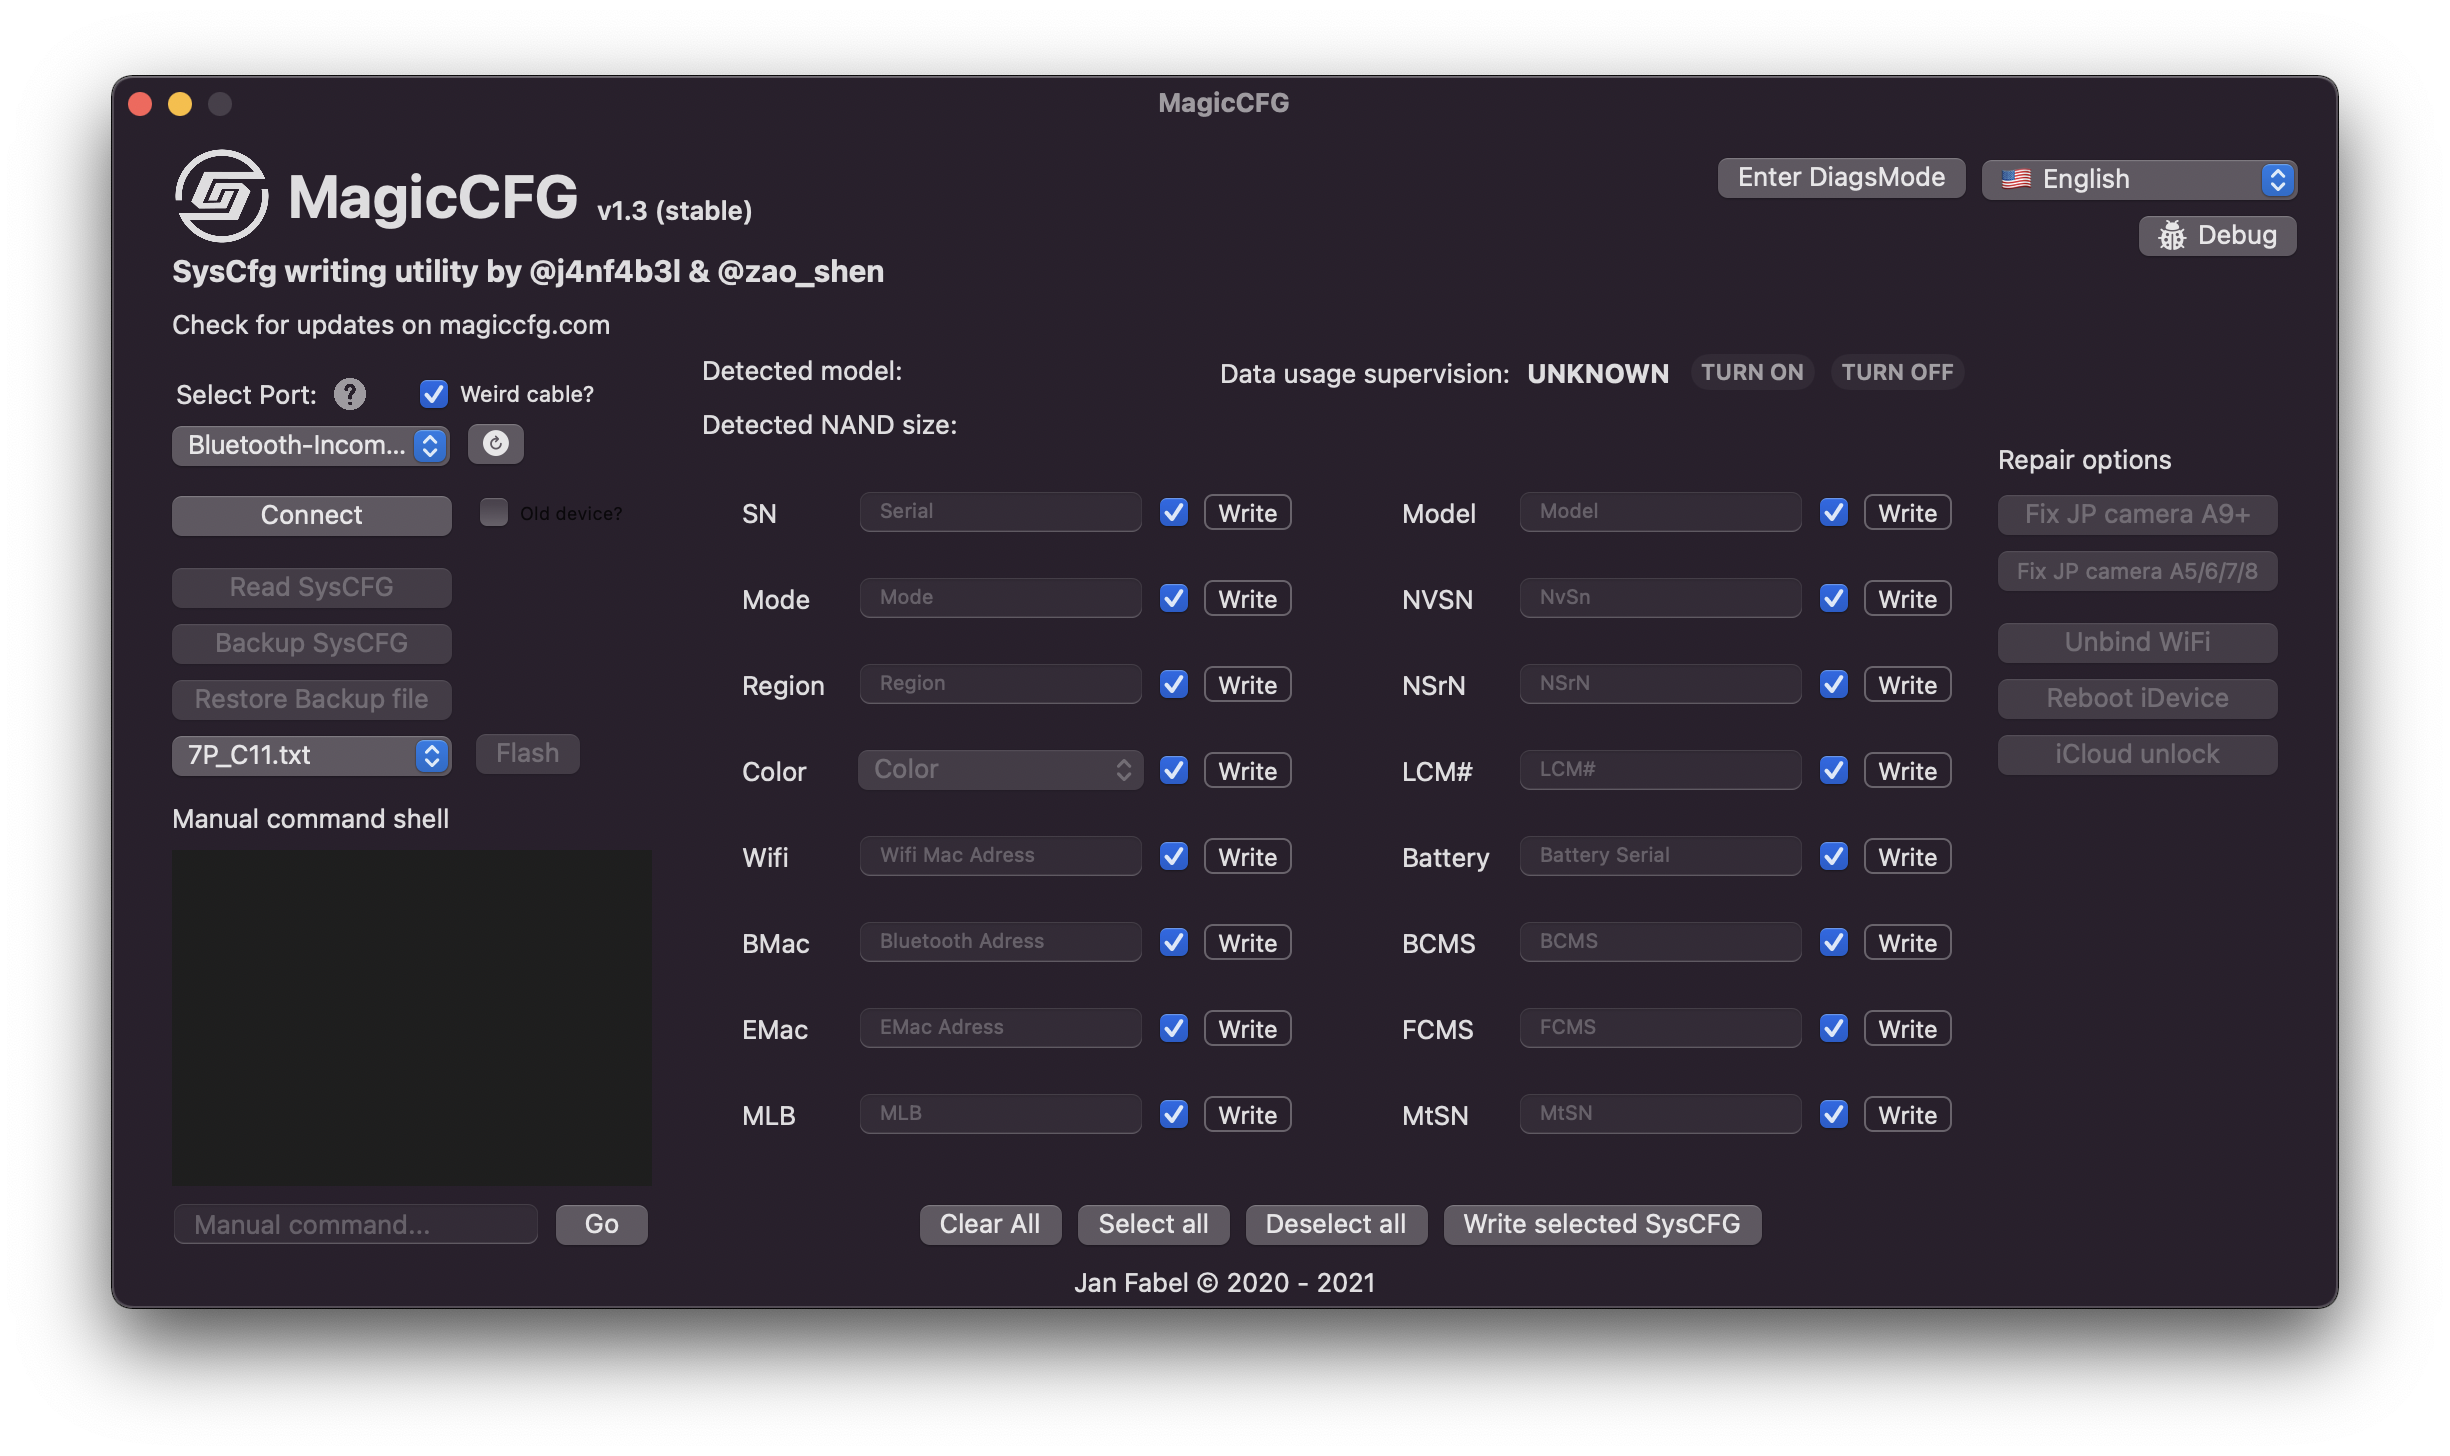 MagicCFG
MagicCFG v1.3 (stable)
Enter DiagsMode
English
Debug
SysCfg writing utility by @j4nf4b3l & @zao_shen
Check for updates on magiccfg.com
Select Port: ? Weird cable?
Bluetooth-Incom...
Connect
Old device?
Read SysCFG
Backup SysCFG
Restore Backup file
7P_C11.txt
Flash
Manual command shell
Manual command...
Go
Detected model:
Detected NAND size:
Data usage supervision: UNKNOWN TURN ON TURN OFF
SN Serial Write
Mode Mode Write
Region Region Write
Color Color Write
Wifi Wifi Mac Adress Write
BMac Bluetooth Adress Write
EMac EMac Adress Write
MLB MLB Write
Model Model Write
NVSN NvSn Write
NSrN NSrN Write
LCM# LCM# Write
Battery Battery Serial Write
BCMS BCMS Write
FCMS FCMS Write
MtSN MtSN Write
Repair options
Fix JP camera A9+
Fix JP camera A5/6/7/8
Unbind WiFi
Reboot iDevice
iCloud unlock
Clear All
Select all
Deselect all
Write selected SysCFG
Jan Fabel © 2020 - 2021